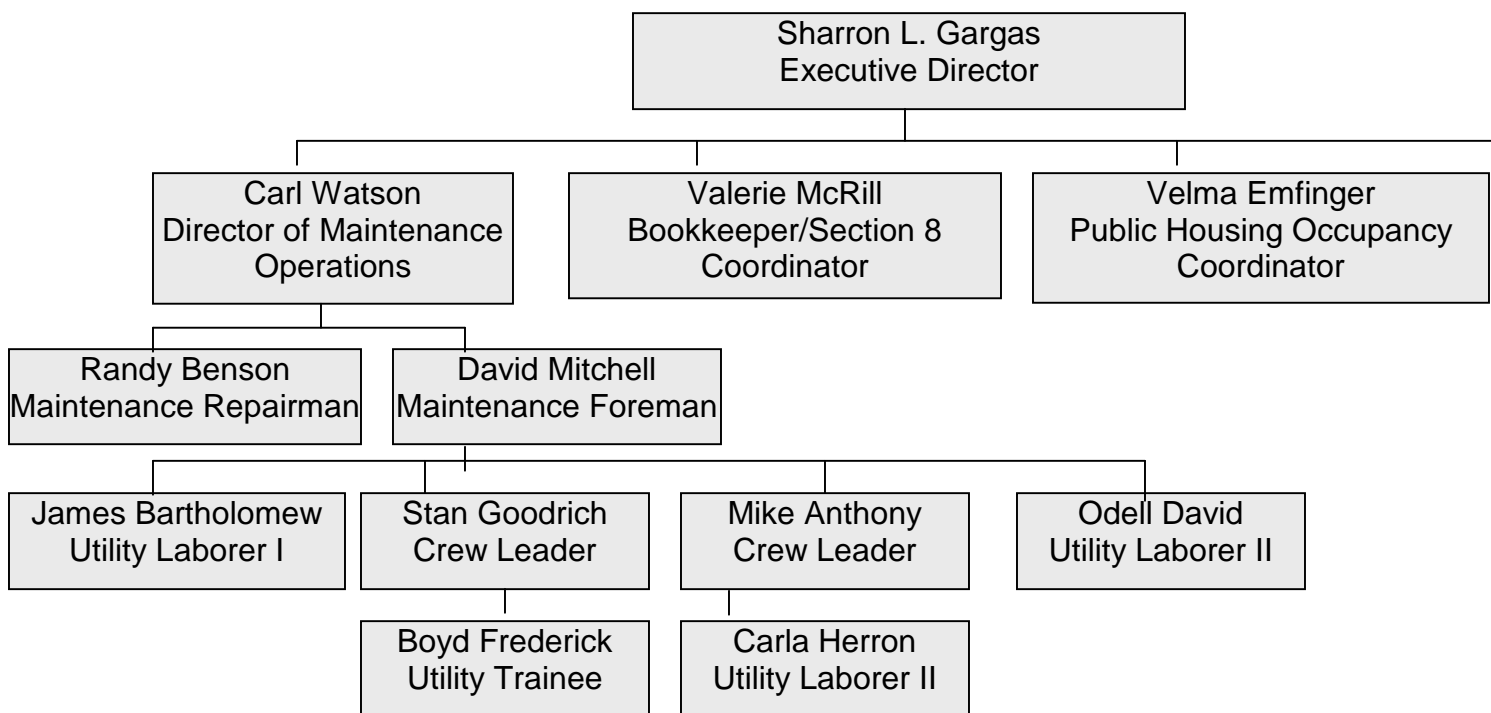 Sharron L. Gargas
Executive Director
Carl Watson
Director of Maintenance
Operations
Valerie McRill
Bookkeeper/Section 8
Coordinator
Velma Emfinger
Public Housing Occupancy
Coordinator
Randy Benson
Maintenance Repairman
David Mitchell
Maintenance Foreman
James Bartholomew
Utility Laborer I
Stan Goodrich
Crew Leader
Mike Anthony
Crew Leader
Odell David
Utility Laborer II
Boyd Frederick
Utility Trainee
Carla Herron
Utility Laborer II